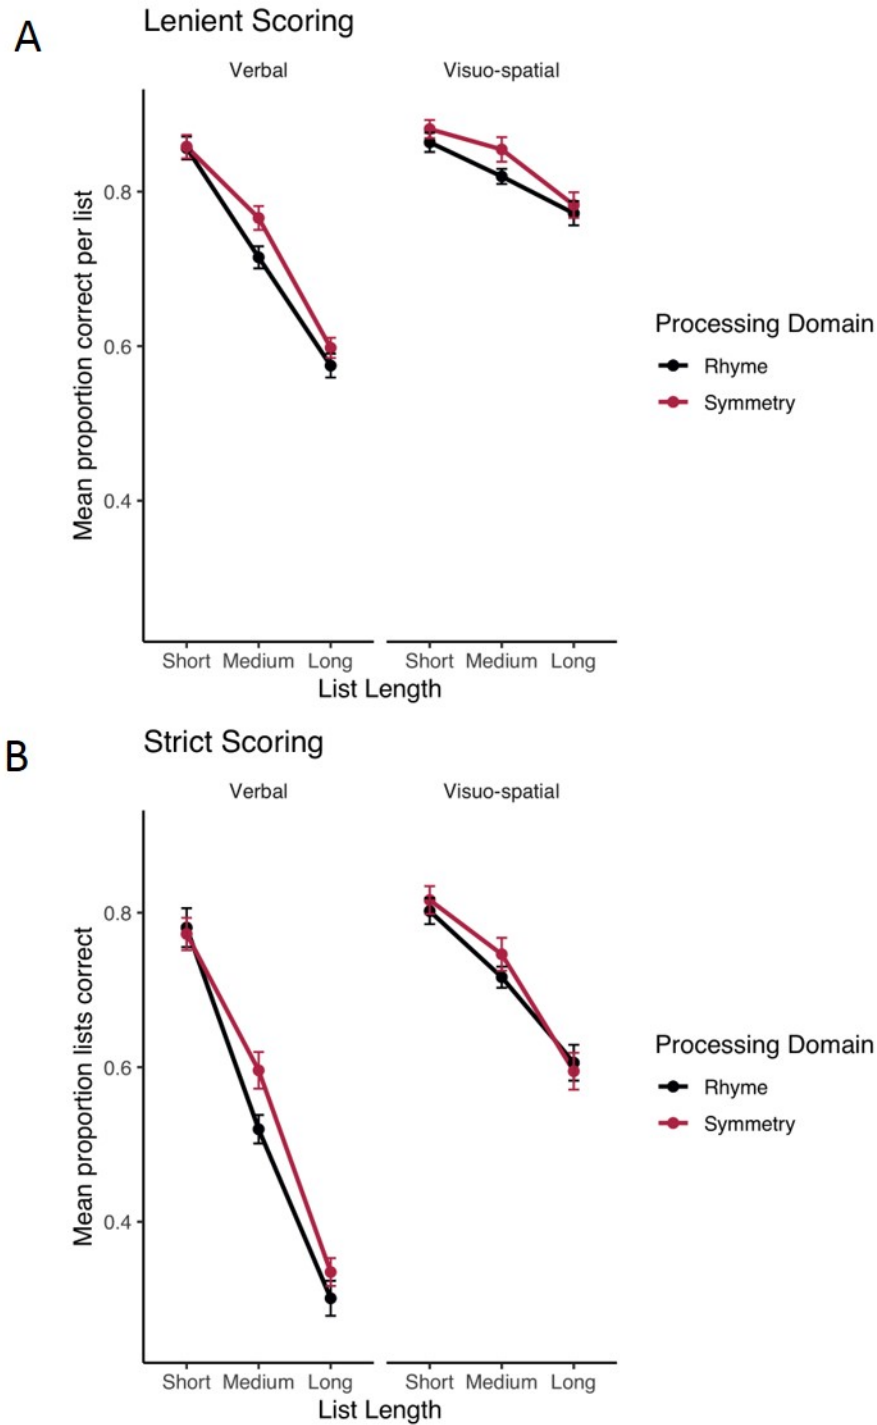 A
Lenient Scoring
Verbal
Visuo-spatial
Mean proportion correct per list
0.8
0.6
0.4
Short Medium Long
Short Medium Long
List Length
Processing Domain
Rhyme
Symmetry
B
Strict Scoring
Verbal
Visuo-spatial
Mean proportion lists correct
0.8
0.6
0.4
Short Medium Long
Short Medium Long
List Length
Processing Domain
Rhyme
Symmetry